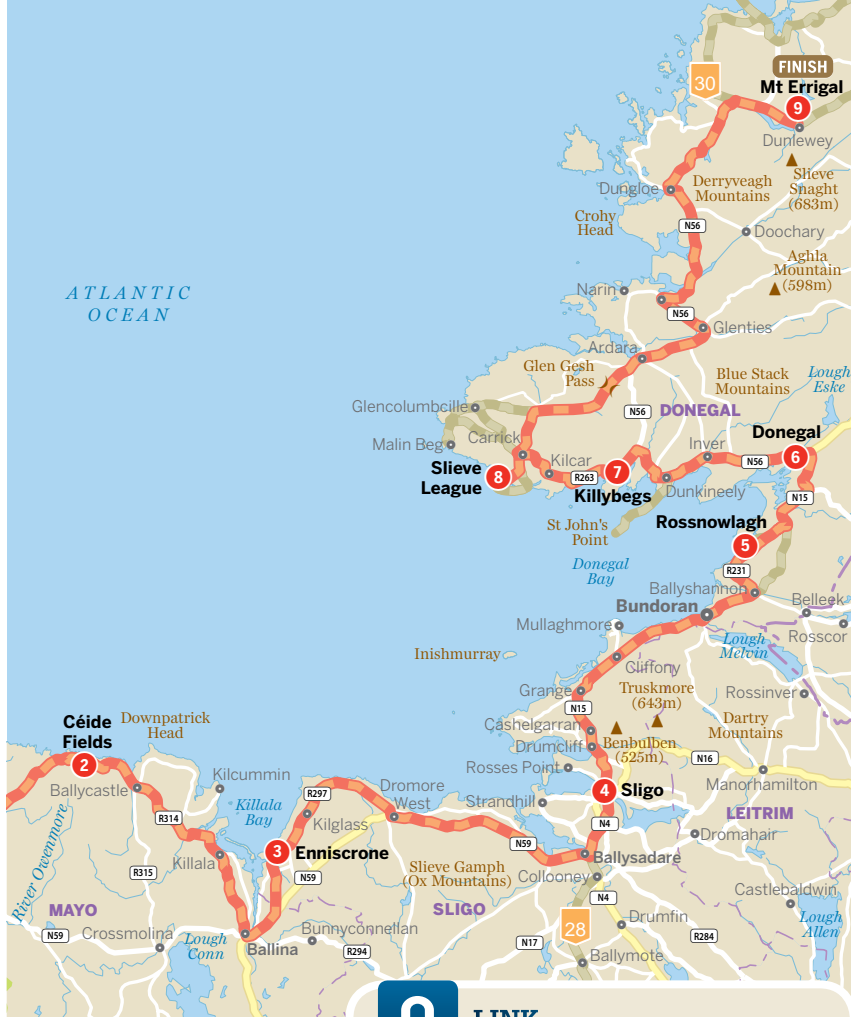 FINISH
30
Mt Errigal
9
Dunlewey
Slieve
Snaght
(683m)
Derryveagh
Mountains
Dungloe
Crohy
Head
N56
Doochary
Aghla
Mountain
(598m)
ATLANTIC
OCEAN
Narin
N56
Glenties
Ardara
Glen Gesh
Pass
Blue Stack
Mountains
Lough
Eske
Glencolumbcille
N56
DONEGAL
Malin Beg
Carrick
Inver
Donegal
6
N56
Kilcar
Slieve
League
8
R263
7
Killybegs
Dunkineely
N15
St John's
Point
Rossnowlagh
5
Donegal
Bay
R231
Ballyshannon
Bundoran
Belleek
Mullaghmore
Rosscor
Lough
Melvin
Inishmurray
Cliffony
Grange
Truskmore
(643m)
Rossinver
N15
Céide
Fields
2
Downpatrick
Head
Cashelgarran
Dartry
Mountains
Drumcliff
Benbulben
(525m)
N16
Rosses Point
Kilcummin
Ballycastle
Manorhamilton
4
Sligo
Killala
Bay
R297
Dromore
West
Strandhill
LEITRIM
R314
Kilglass
N4
Dromahair
N59
3
Enniscrone
Ballysadare
Killala
Slieve Gamph
(Ox Mountains)
Collooney
R315
N59
River Owenmore
N4
Castlebaldwin
MAYO
SLIGO
Drumfin
Lough
Allen
28
N59
Crossmolina
Bunnyconnellan
Lough
Conn
Ballina
R294
N17
R284
Ballymote
LINK